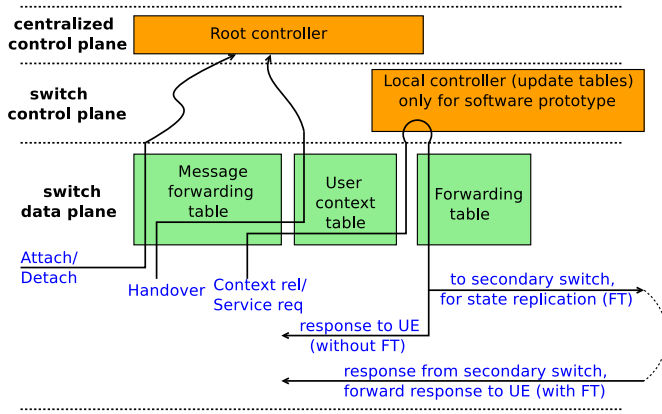 centralized
control plane
Root controller
switch
control plane
Local controller (update tables)
only for software prototype
switch
data plane
Message
forwarding
table
User
context
table
Forwarding
table
Attach/
Detach
Handover
Context rel/
Service req
to secondary switch,
for state replication (FT)
response to UE
(without FT)
response from secondary switch,
forward response to UE (with FT)